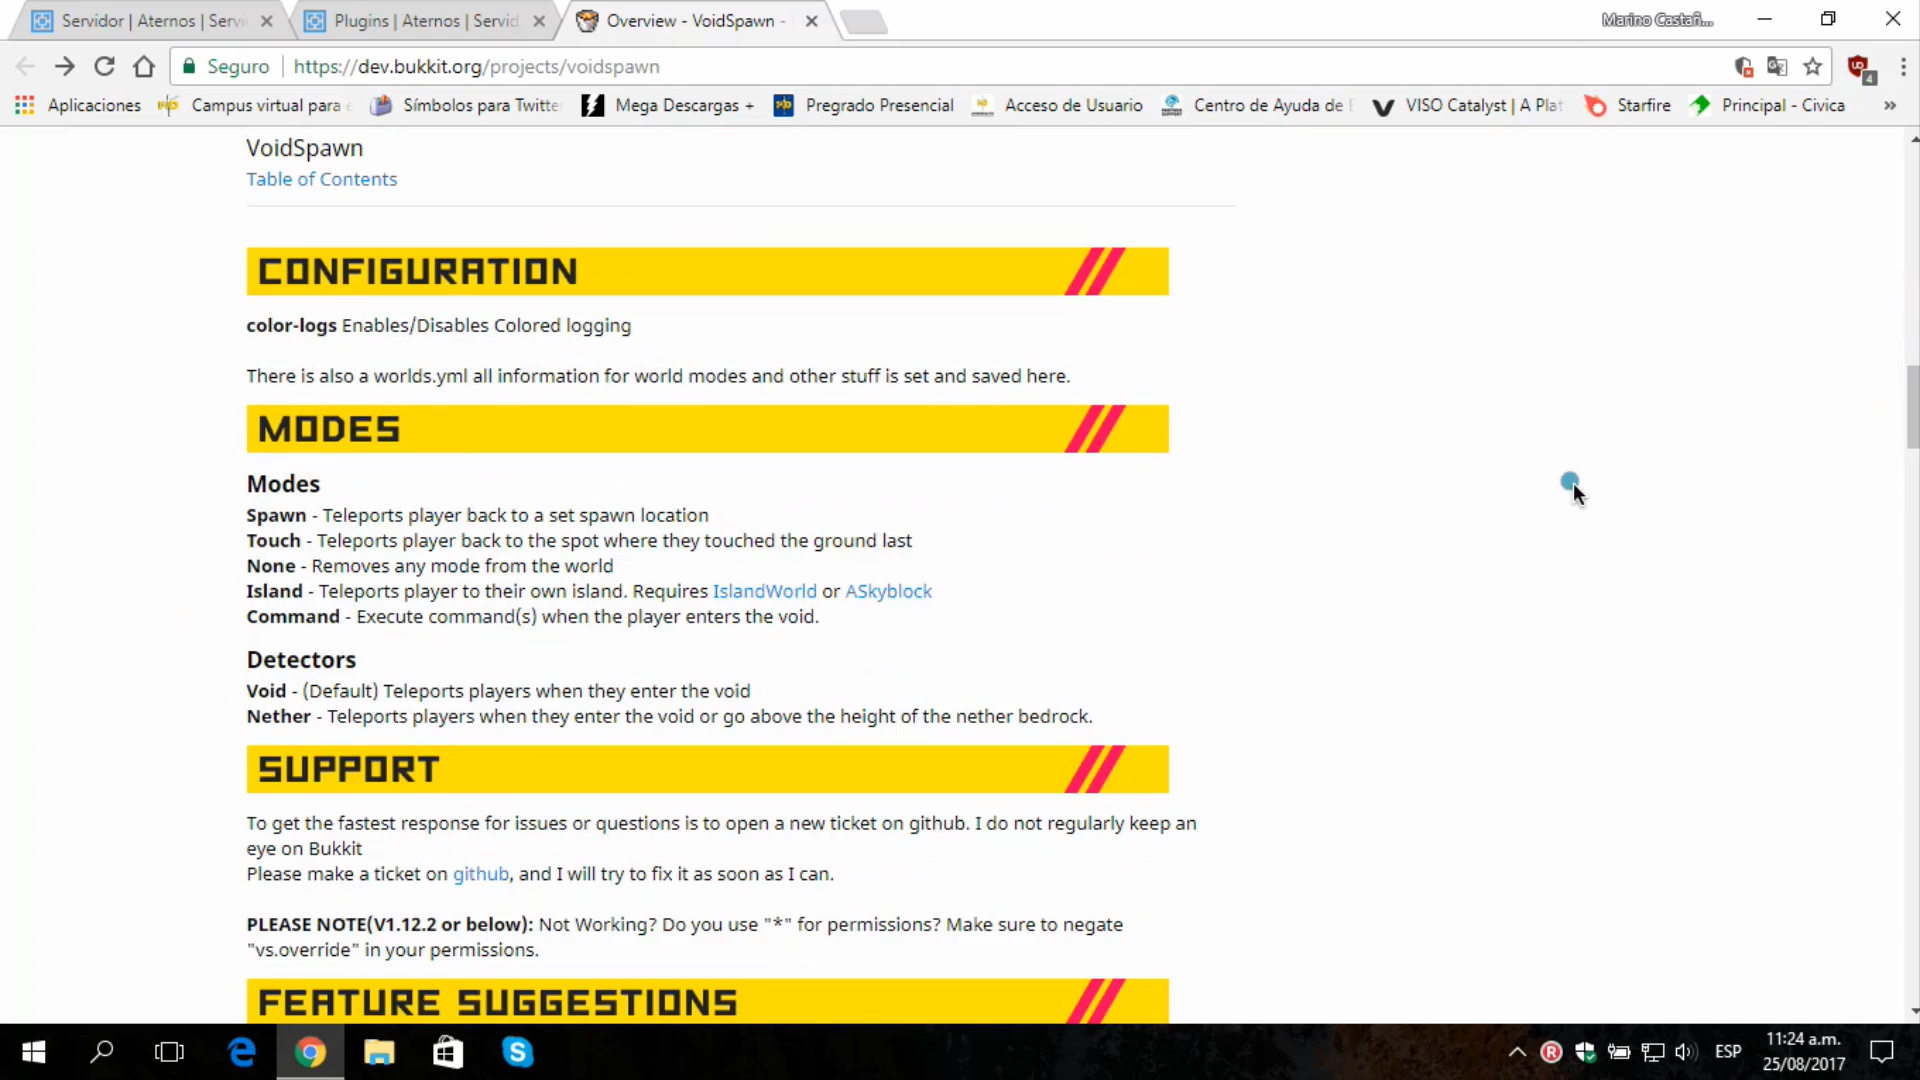 Servidor | Aternos | Serv
Plugins | Aternos | Servid
Overview - VoidSpawn -
Marino Castañ...
Seguro
https://dev.bukkit.org/projects/voidspawn
4
Aplicaciones
Campus virtual para e
Símbolos para Twitte
Mega Descargas +
Pregrado Presencial
Acceso de Usuario
Centro de Ayuda de
VISO Catalyst | A Plat
Starfire
Principal - Civica
»
VoidSpawn
Table of Contents
CONFIGURATION
color-logs Enables/Disables Colored logging
There is also a worlds.yml all information for world modes and other stuff is set and saved here.
MODES
Modes
Spawn - Teleports player back to a set spawn location
Touch - Teleports player back to the spot where they touched the ground last
None - Removes any mode from the world
Island - Teleports player to their own island. Requires IslandWorld or ASkyblock
Command - Execute command(s) when the player enters the void.
Detectors
Void - (Default) Teleports players when they enter the void
Nether - Teleports players when they enter the void or go above the height of the nether bedrock.
SUPPORT
To get the fastest response for issues or questions is to open a new ticket on github. I do not regularly keep an
eye on Bukkit
Please make a ticket on github, and I will try to fix it as soon as I can.
PLEASE NOTE(V1.12.2 or below): Not Working? Do you use "*" for permissions? Make sure to negate
"vs.override" in your permissions.
FEATURE SUGGESTIONS
ESP
11:24 a.m.
25/08/2017